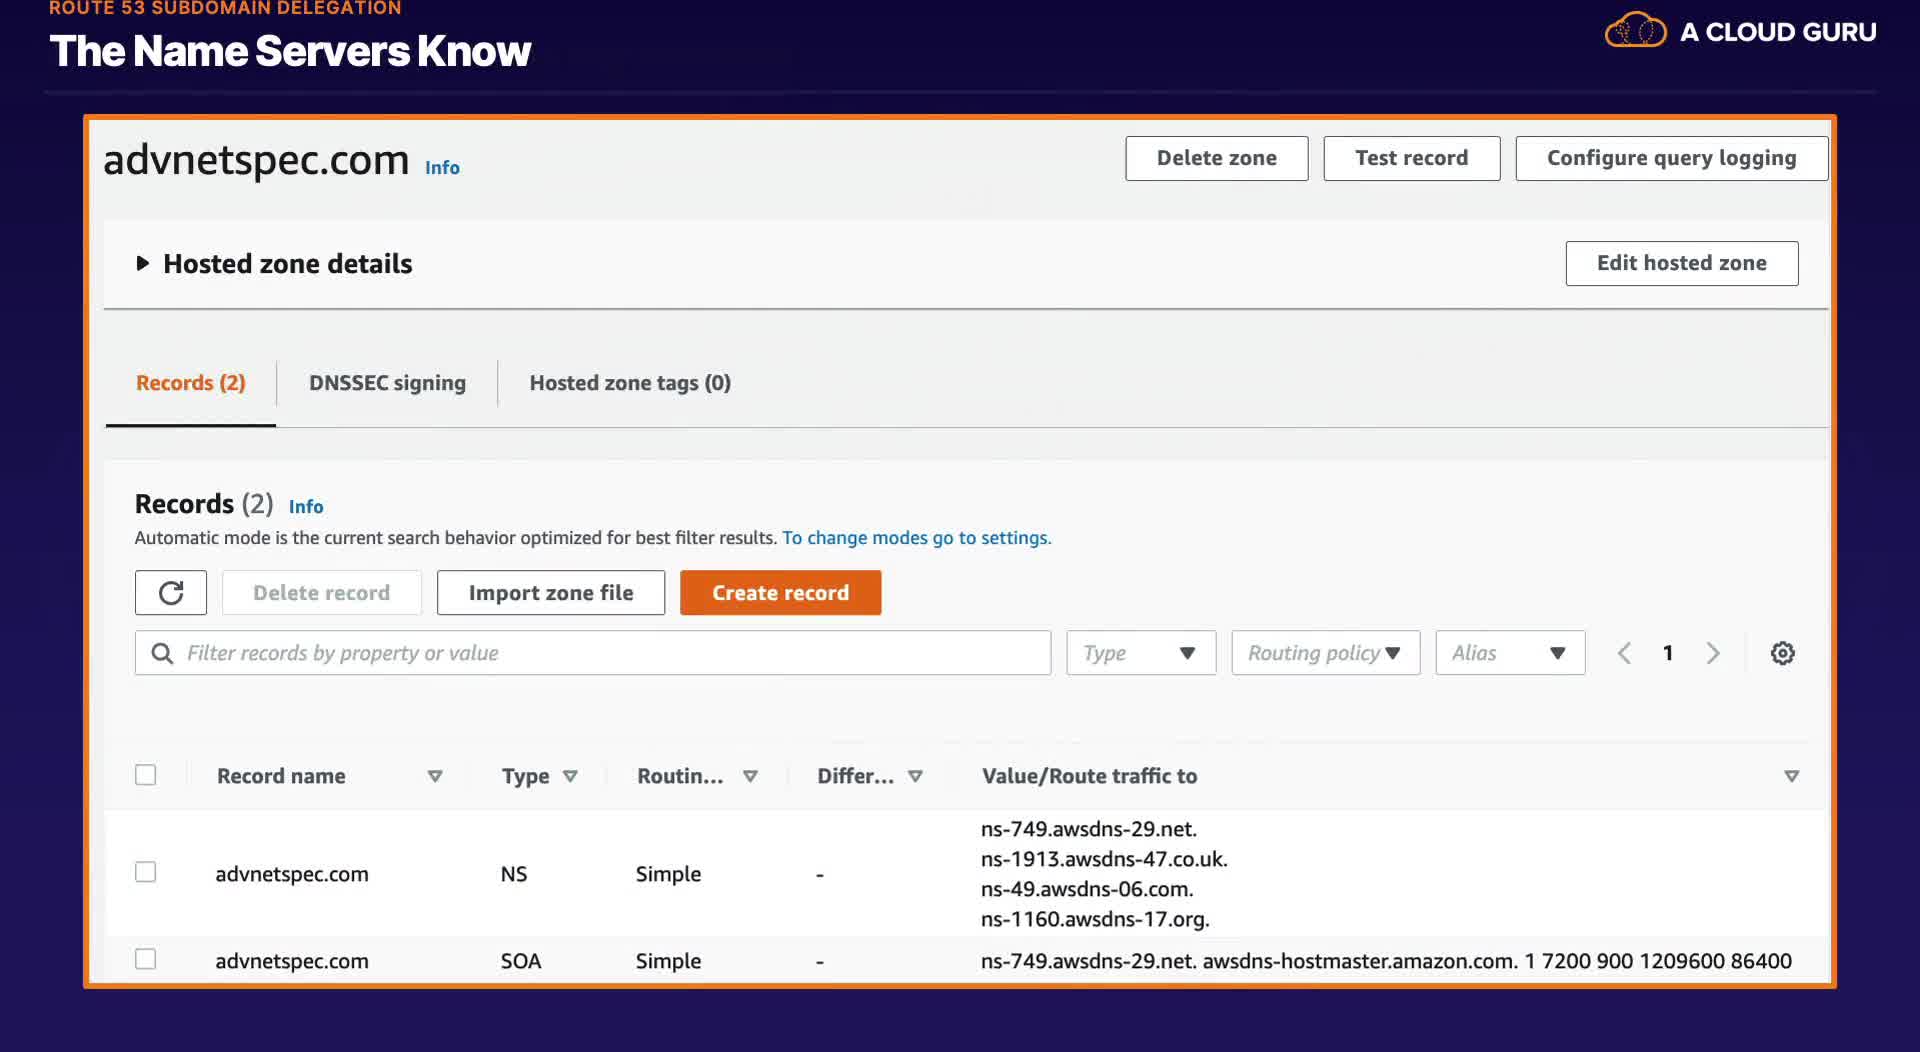 ROUTE 53 SUBDOMAIN DELEGATION
The Name Servers Know
A CLOUD GURU
advnetspec.com Info
Delete zone Test record Configure query logging
Hosted zone details Edit hosted zone
Records (2) DNSSEC signing Hosted zone tags (0)
Records (2) Info
Automatic mode is the current search behavior optimized for best filter results. To change modes go to settings.
Delete record Import zone file Create record
Filter records by property or value Type Routing policy Alias 1
Record name Type Routin... Differ... Value/Route traffic to
ns-749.awsdns-29.net.
ns-1913.awsdns-47.co.uk.
advnetspec.com NS Simple -
ns-49.awsdns-06.com.
ns-1160.awsdns-17.org.
advnetspec.com SOA Simple - ns-749.awsdns-29.net. awsdns-hostmaster.amazon.com. 1 7200 900 1209600 86400